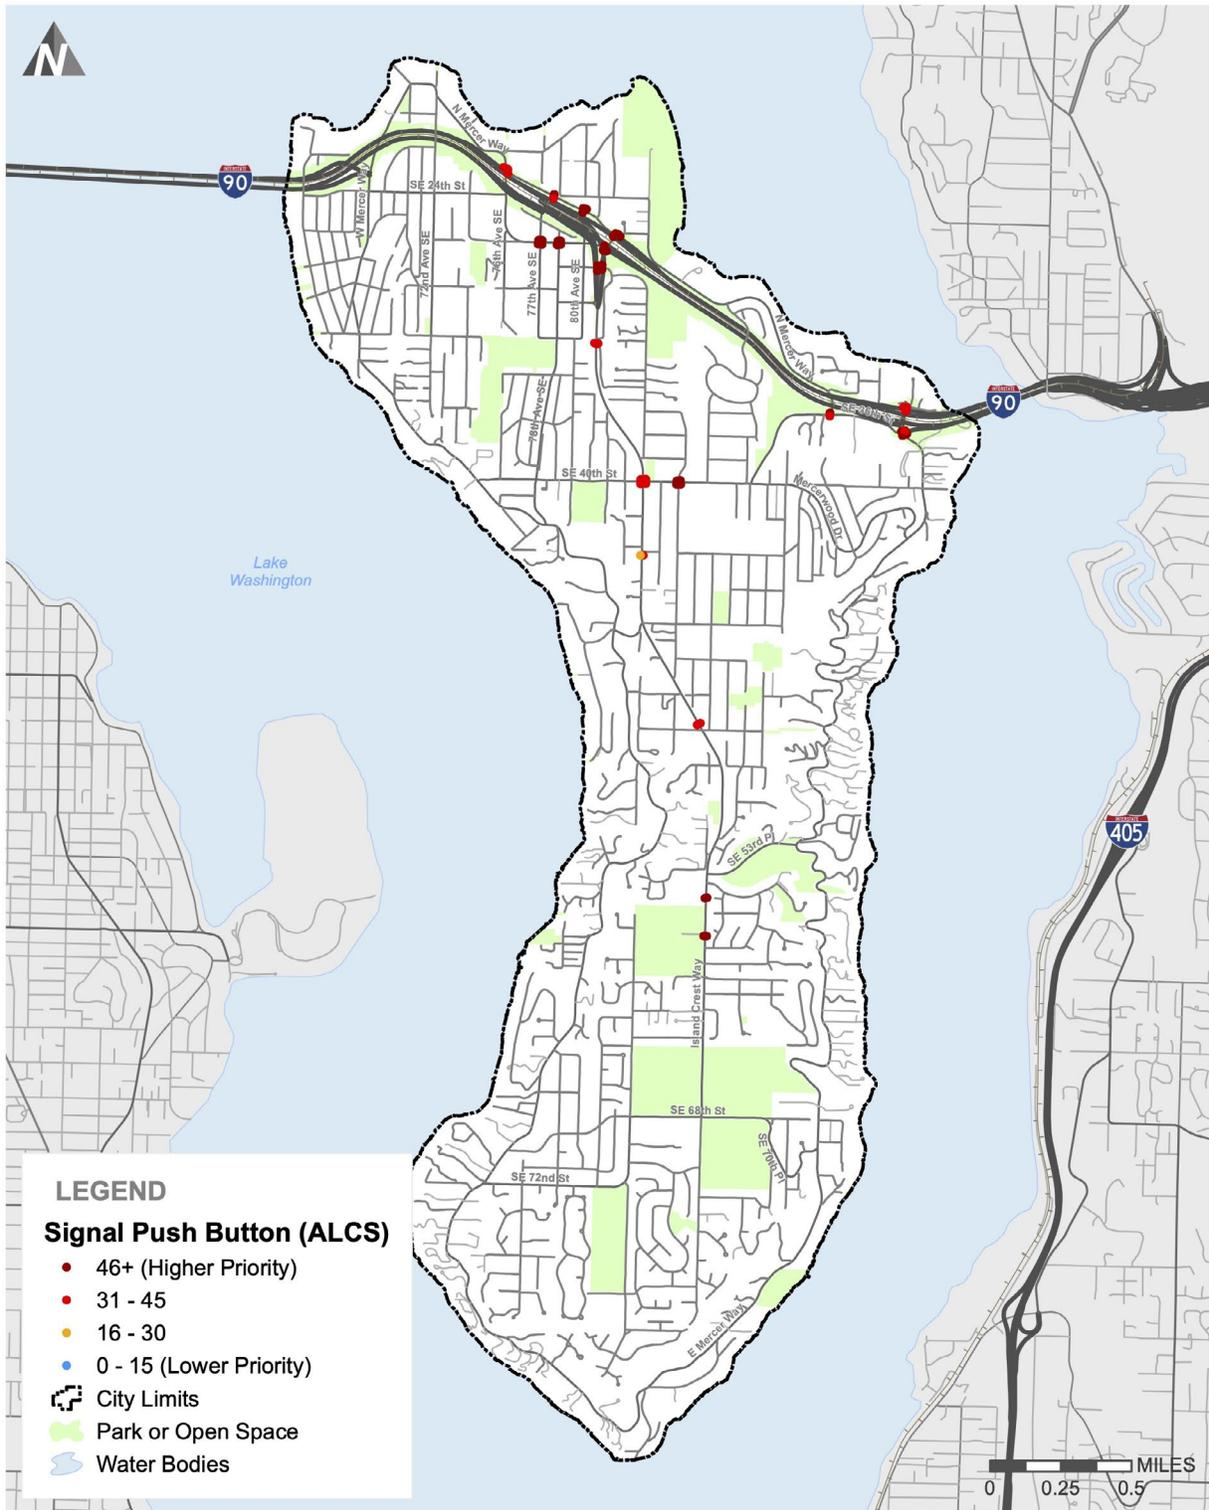 N
N Mercer Way
INTERSTATE
90
SE 24th St
W Mercer Way
76th Ave SE
72nd Ave SE
77th Ave SE
80th Ave SE
N Mercer Way
INTERSTATE
90
SE 36th St
78th Ave SE
SE 40th St
Mercerwood Dr
Lake
Washington
INTERSTATE
405
SE 53rd Pl
Island Crest Way
SE 68th St
SE 70th Pl
SE 72nd St
E Mercer Way
LEGEND
Signal Push Button (ALCS)
46+ (Higher Priority)
31 - 45
16 - 30
0 - 15 (Lower Priority)
City Limits
Park or Open Space
Water Bodies
MILES
0 0.25 0.5